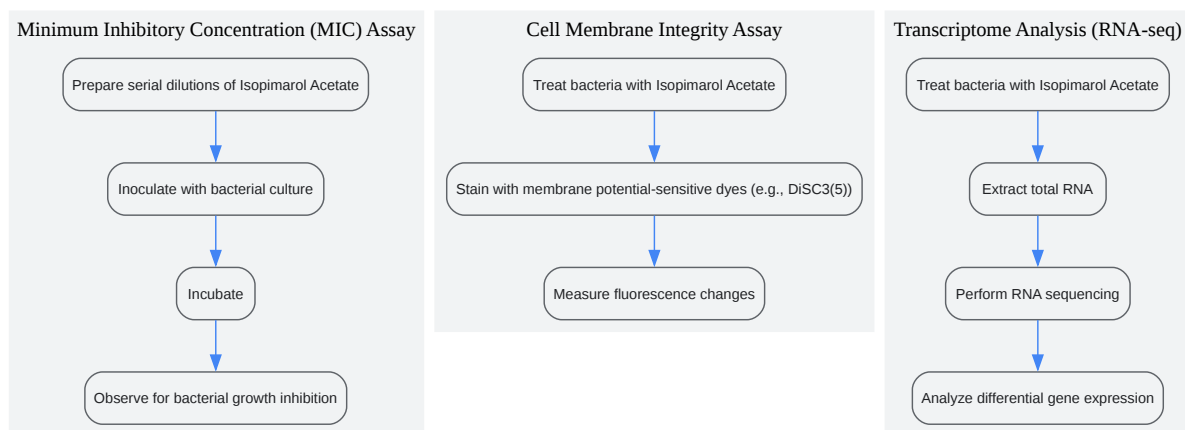 Minimum Inhibitory Concentration (MIC) Assay
Prepare serial dilutions of Isopimarol Acetate
Inoculate with bacterial culture
Incubate
Observe for bacterial growth inhibition
Cell Membrane Integrity Assay
Treat bacteria with Isopimarol Acetate
Stain with membrane potential-sensitive dyes (e.g., DiSC3(5))
Measure fluorescence changes
Transcriptome Analysis (RNA-seq)
Treat bacteria with Isopimarol Acetate
Extract total RNA
Perform RNA sequencing
Analyze differential gene expression